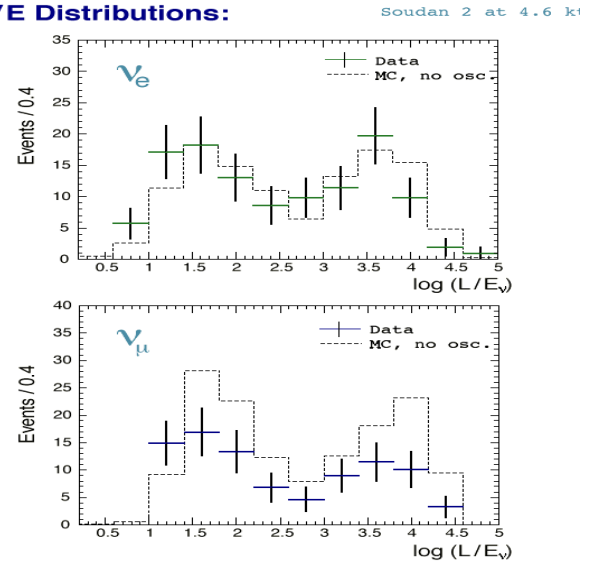 /E Distributions:
Soudan 2 at 4.6 kt
35
30
25
20
15
10
5
0
Events / 0.4
νe
Data
MC, no osc.
0.5 1 1.5 2 2.5 3 3.5 4 4.5 5
log (L/Eν)
40
35
30
25
20
15
10
5
0
Events / 0.4
νμ
Data
MC, no osc.
0.5 1 1.5 2 2.5 3 3.5 4 4.5 5
log (L/Eν)